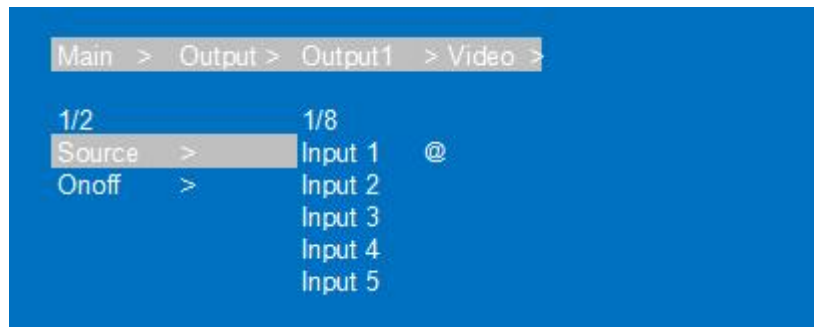 Main > Output > Output1 > Video >
1/2 1/8
Source > Input 1 @
Onoff > Input 2
Input 3
Input 4
Input 5